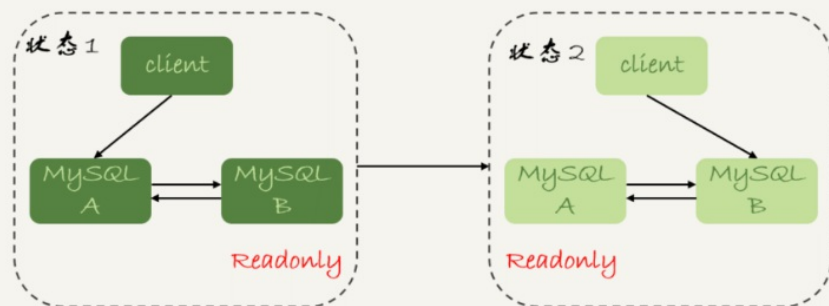 状态1
client
MySQL
A
MySQL
B
Readonly
状态2
client
MySQL
A
MySQL
B
Readonly